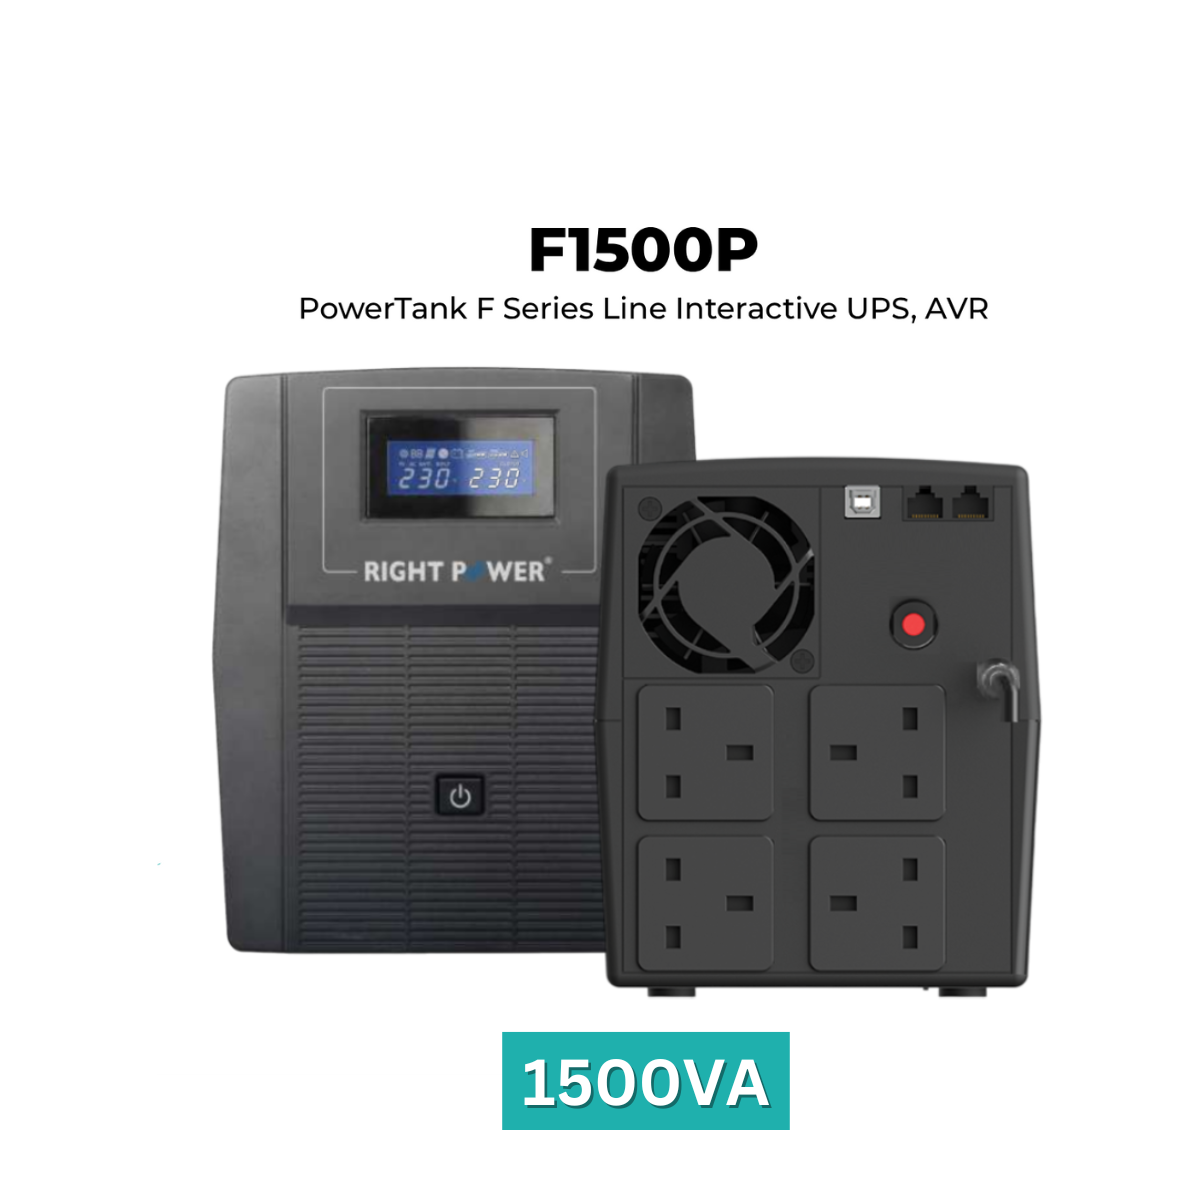 F1500P
PowerTank F Series Line Interactive UPS, AVR
230 230
RIGHT POWER®
1500VA